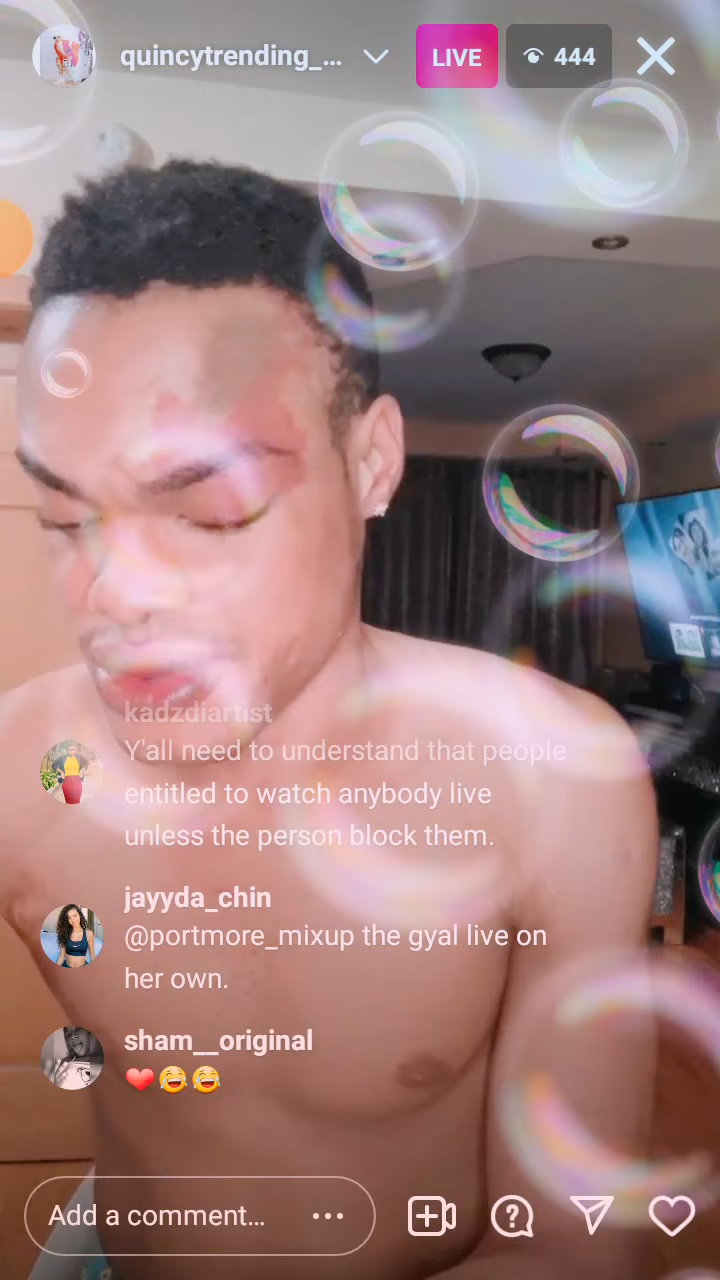 quincytrending_...
LIVE
444
kadzdiartist
Y'all need to understand that people
entitled to watch anybody live
unless the person block them.
jayyda_chin
@portmore_mixup the gyal live on
her own.
sham__original
❤️😂😂
Add a comment...